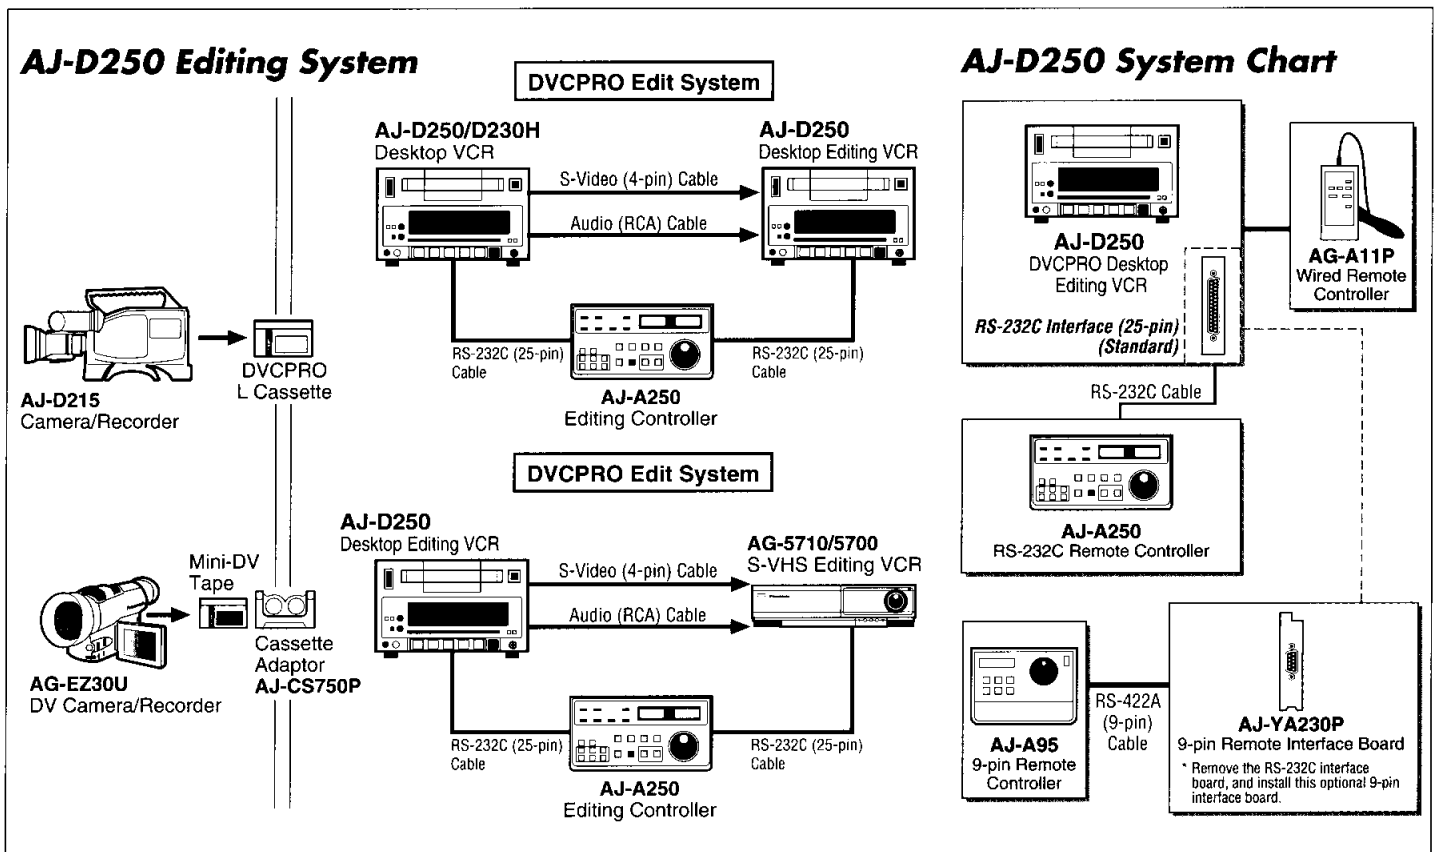 AJ-D250 Editing System
DVCPRO Edit System
AJ-D250/D230H
Desktop VCR
AJ-D250
Desktop Editing VCR
S-Video (4-pin) Cable
Audio (RCA) Cable
RS-232C (25-pin)
Cable
RS-232C (25-pin)
Cable
AJ-A250
Editing Controller
AJ-D215
Camera/Recorder
DVCPRO
L Cassette
DVCPRO Edit System
AJ-D250
Desktop Editing VCR
AG-5710/5700
S-VHS Editing VCR
S-Video (4-pin) Cable
Audio (RCA) Cable
Mini-DV
Tape
Cassette
Adaptor
AJ-CS750P
AG-EZ30U
DV Camera/Recorder
RS-232C (25-pin)
Cable
RS-232C (25-pin)
Cable
AJ-A250
Editing Controller
AJ-D250 System Chart
AJ-D250
DVCPRO Desktop
Editing VCR
RS-232C Interface (25-pin)
(Standard)
AG-A11P
Wired Remote
Controller
RS-232C Cable
AJ-A250
RS-232C Remote Controller
AJ-A95
9-pin Remote
Controller
RS-422A
(9-pin)
Cable
AJ-YA230P
9-pin Remote Interface Board
* Remove the RS-232C interface
board, and install this optional 9-pin
interface board.